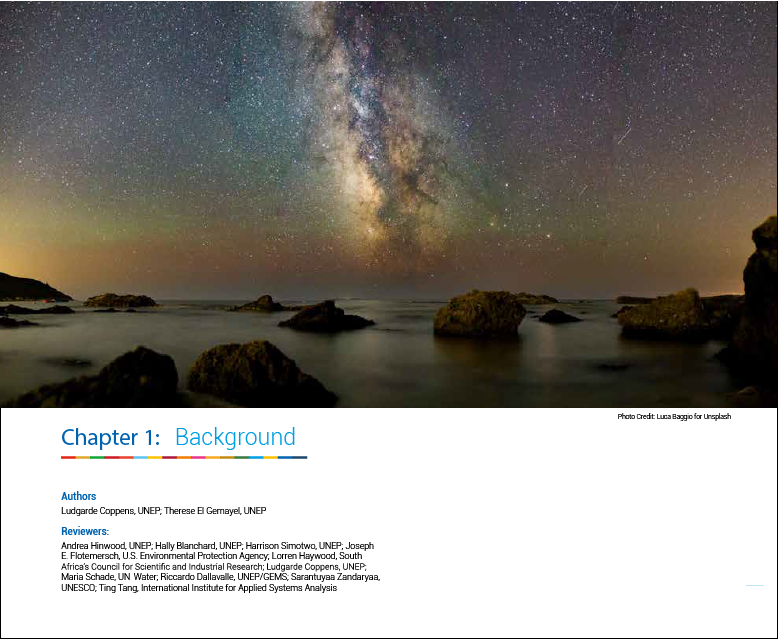 Photo Credit: Luca Baggio for Unsplash
Chapter 1: Background
Authors
Ludgarde Coppens, UNEP; Therese El Gemayel, UNEP
Reviewers:
Andrea Hinwood, UNEP; Hally Blanchard, UNEP; Harrison Simotwo, UNEP; Joseph
E. Flotemersch, U.S. Environmental Protection Agency; Lorren Haywood, South
Africa's Council for Scientific and Industrial Research; Ludgarde Coppens, UNEP;
Maria Schade, UN Water; Riccardo Dallavalle, UNEP/GEMS; Sarantuyaa Zandaryaa,
UNESCO; Ting Tang, International Institute for Applied Systems Analysis